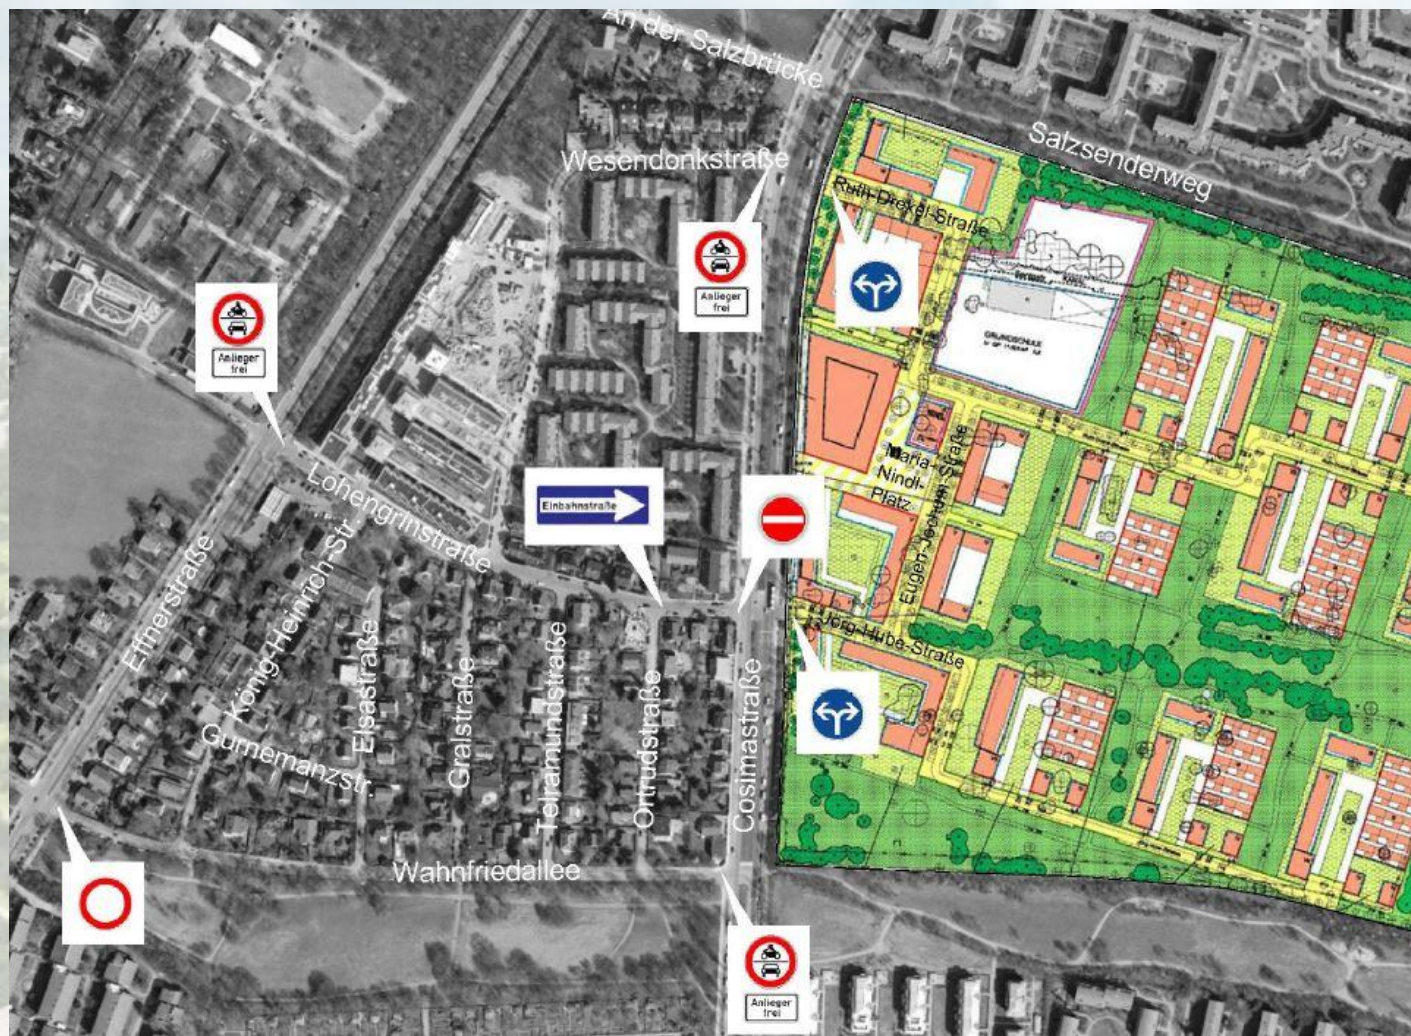 An der Salzbrücke
Salzsenderweg
Wesendonkstraße
Ruth-Drexel-Straße
Anlieger
frei
Anlieger
frei
GRUNDSCHULE
Maria-
Nindl-
Platz
Eugen-Jochum-Straße
Einbahnstraße
Lohengrinstraße
Effnerstraße
König-Heinrich-Str.
Gurnemanzstr.
Elsastraße
Gralstraße
Telramundstraße
Ortrudstraße
Cosimastraße
Jörg-Hube-Straße
Wahnfriedallee
Anlieger
frei